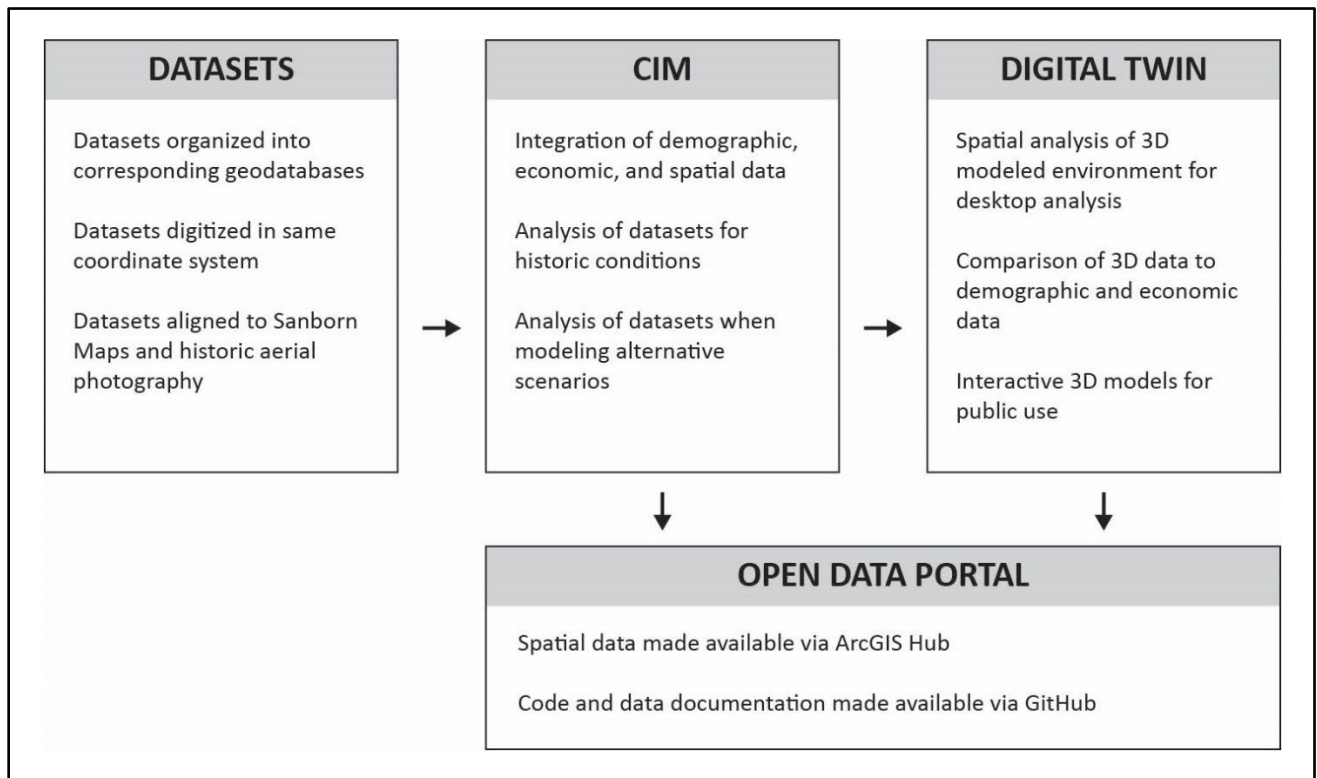 DATASETS
Datasets organized into
corresponding geodatabases
Datasets digitized in same
coordinate system
Datasets aligned to Sanborn
Maps and historic aerial
photography
CIM
Integration of demographic,
economic, and spatial data
Analysis of datasets for
historic conditions
Analysis of datasets when
modeling alternative
scenarios
DIGITAL TWIN
Spatial analysis of 3D
modeled environment for
desktop analysis
Comparison of 3D data to
demographic and economic
data
Interactive 3D models for
public use
OPEN DATA PORTAL
Spatial data made available via ArcGIS Hub
Code and data documentation made available via GitHub